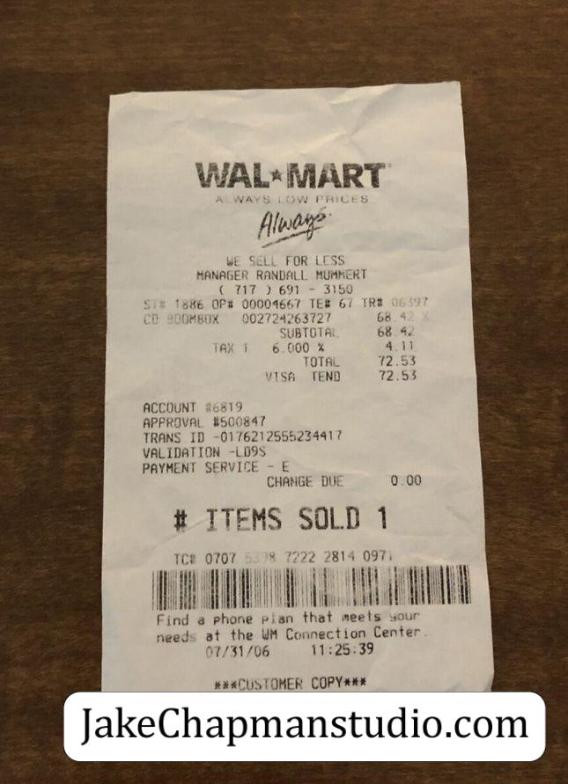 WAL★MART
ALWAYS LOW PRICES
Always.
WE SELL FOR LESS
MANAGER RANDALL MUMMERT
( 717 ) 691 - 3150
ST# 1886 OP# 00004667 TE# 67 TR# 06397
CD BOOMBOX 002724263727 68.42 X
SUBTOTAL 68.42
TAX 1 6.000 % 4.11
TOTAL 72.53
VISA TEND 72.53
ACCOUNT #6819
APPROVAL #500847
TRANS ID -0176212555234417
VALIDATION -LD9S
PAYMENT SERVICE - E
CHANGE DUE 0.00
# ITEMS SOLD 1
TC# 0707 7222 2814 0971
Find a phone plan that meets your
needs at the WM Connection Center.
07/31/06 11:25:39
***CUSTOMER COPY***
JakeChapmanstudio.com